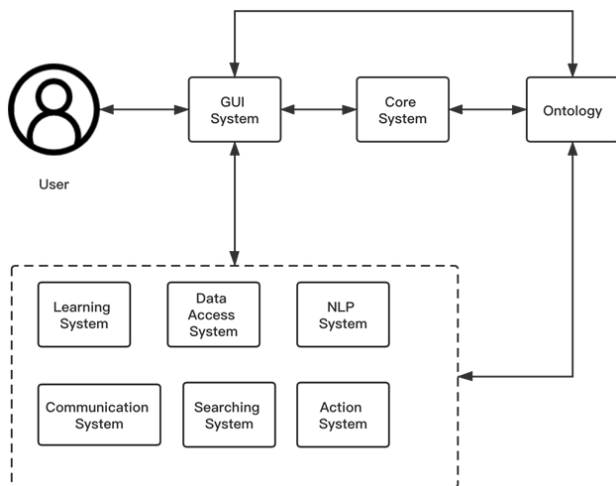 GUI
System
Core
System
Ontology
User
Learning
System
Data
Access
System
NLP
System
Communication
System
Searching
System
Action
System